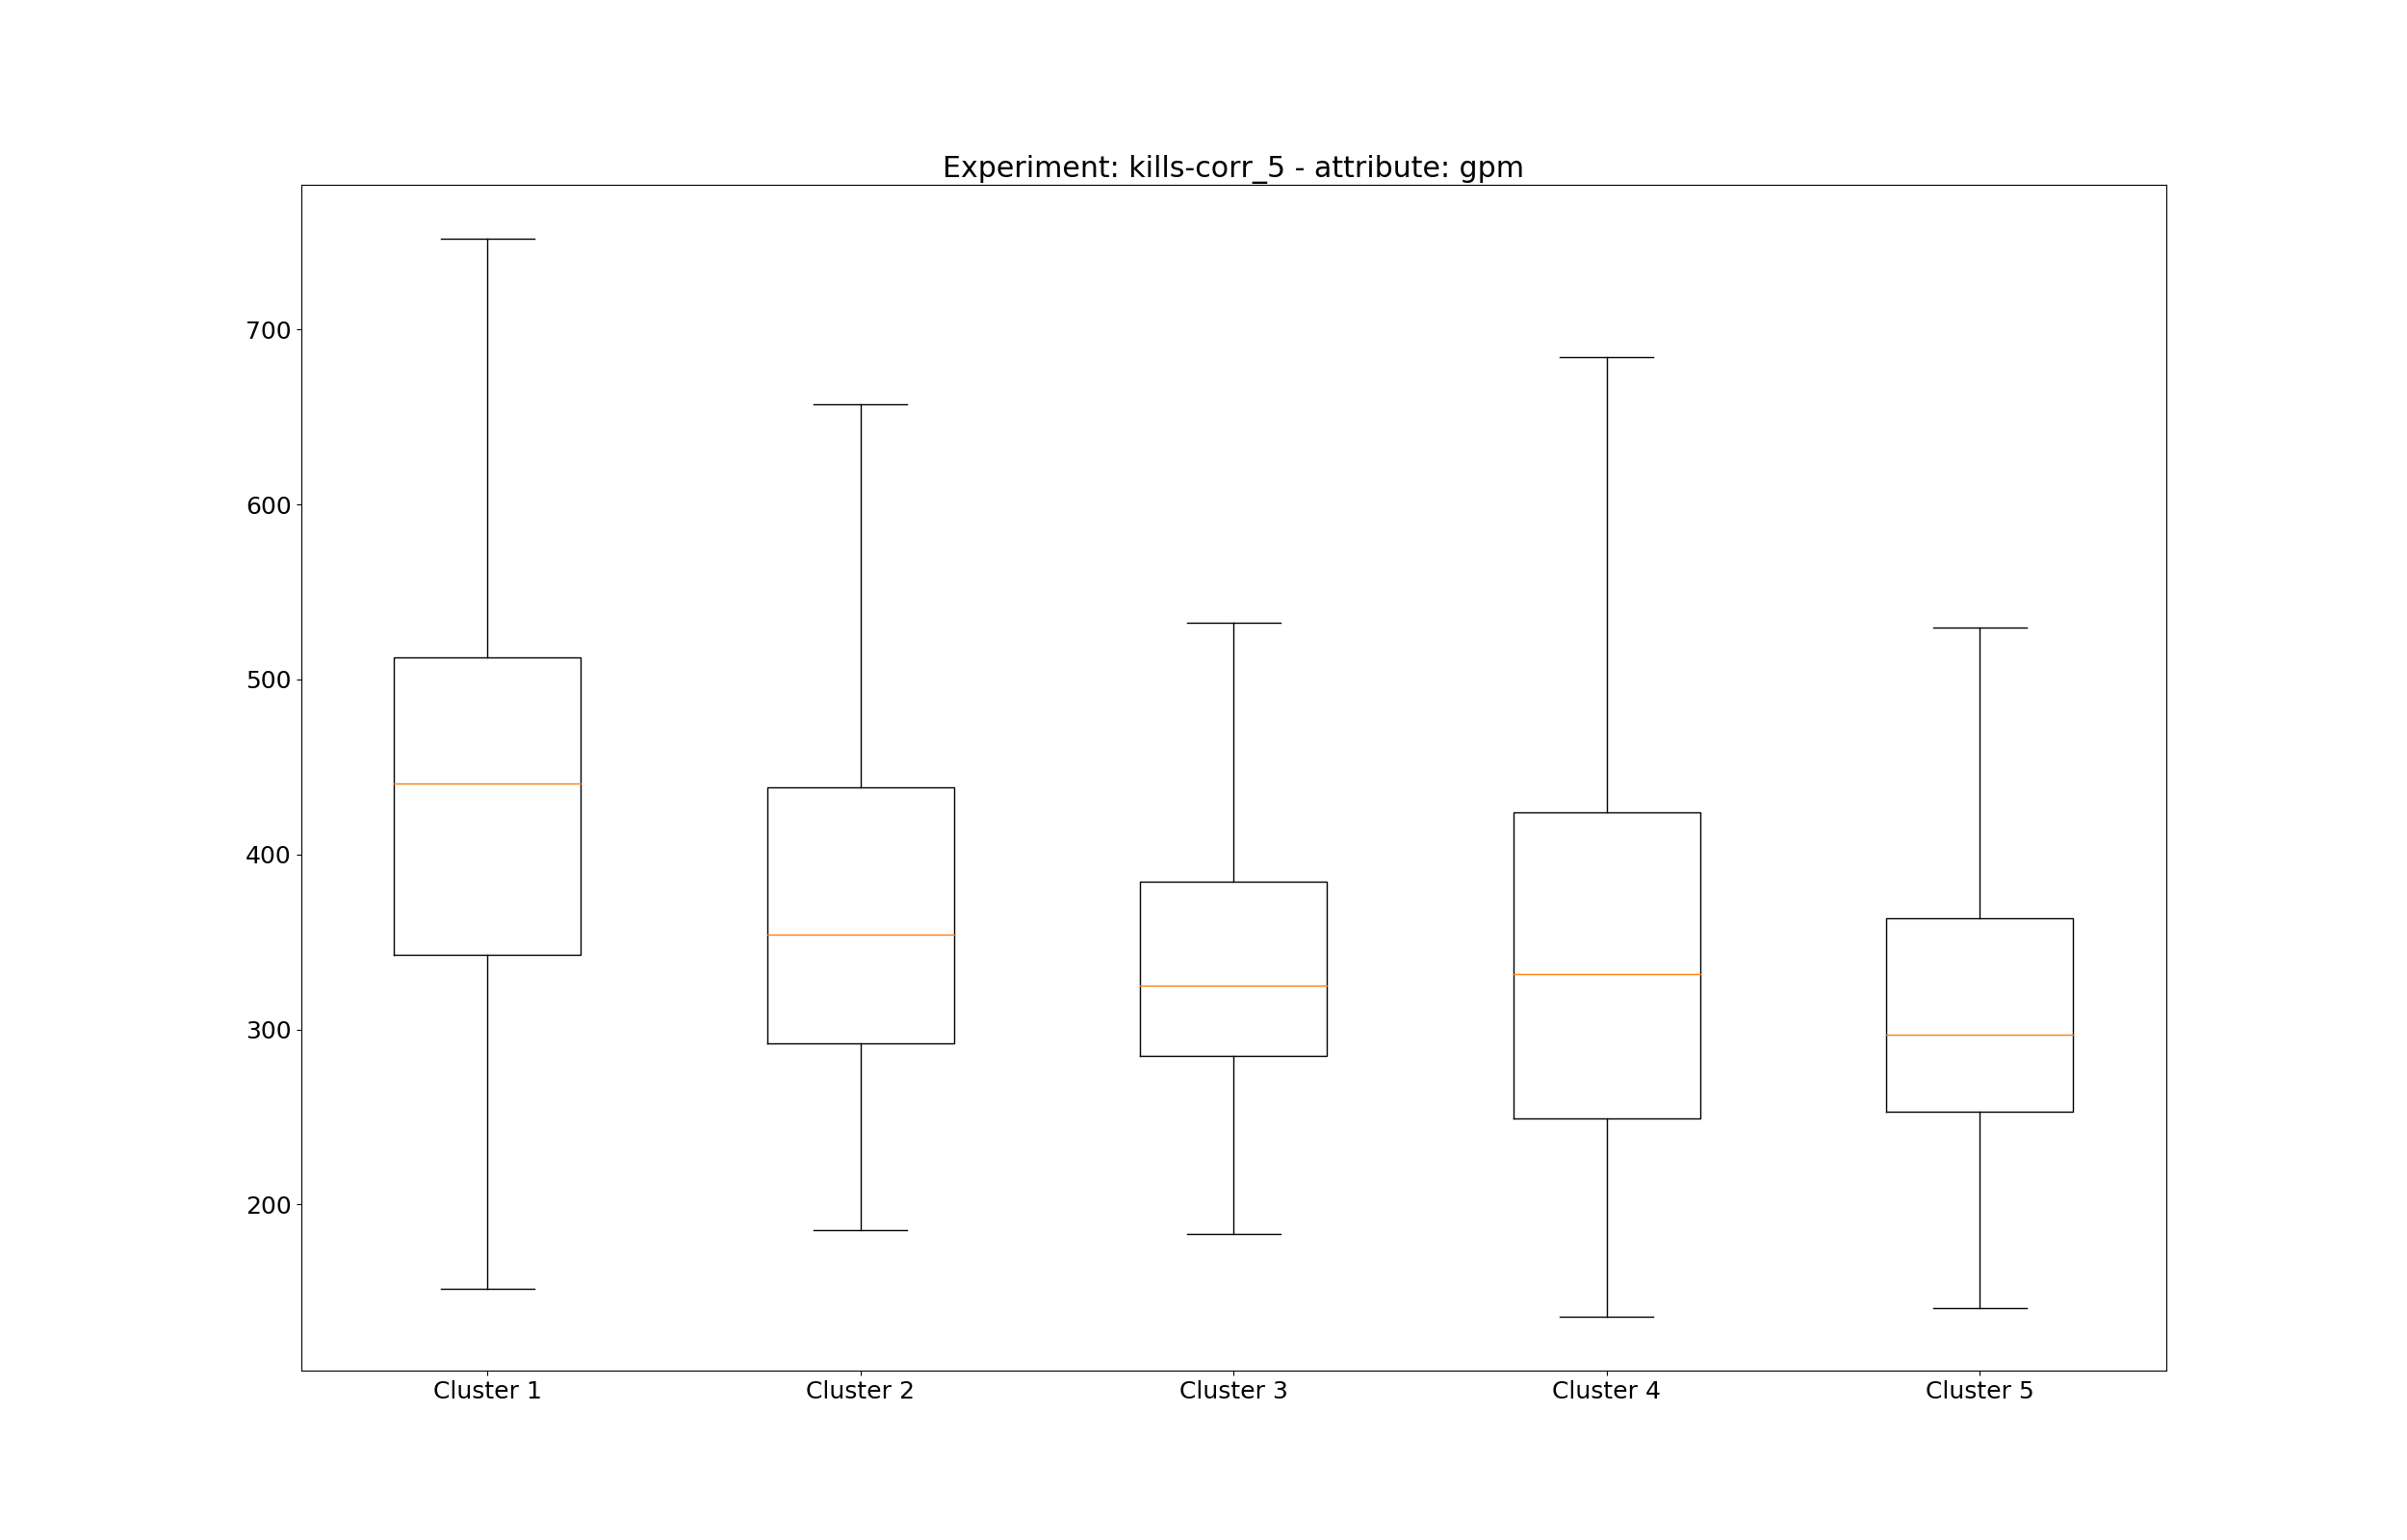 Experiment: kills-corr_5 - attribute: gpm
700
600
500
400
300
200
Cluster 1
Cluster 2
Cluster 3
Cluster 4
Cluster 5